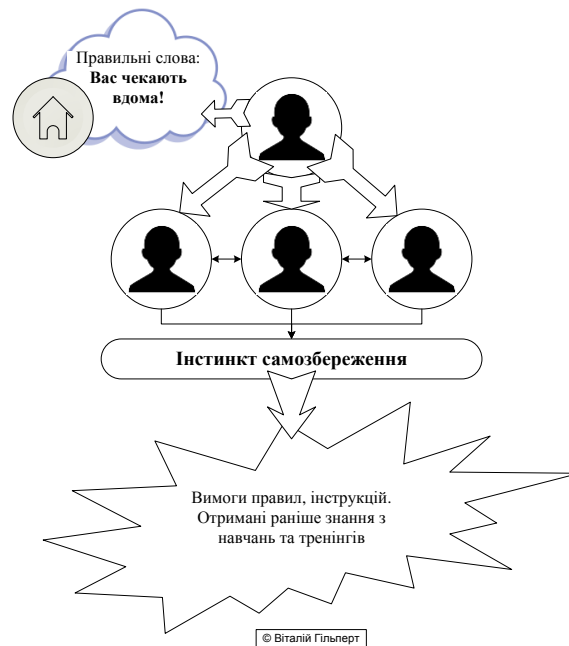 Правильні слова:
Вас чекають
вдома!
Інстинкт самозбереження
Вимоги правил, інструкцій.
Отримані раніше знання з
навчань та тренінгів
© Віталій Гільперт